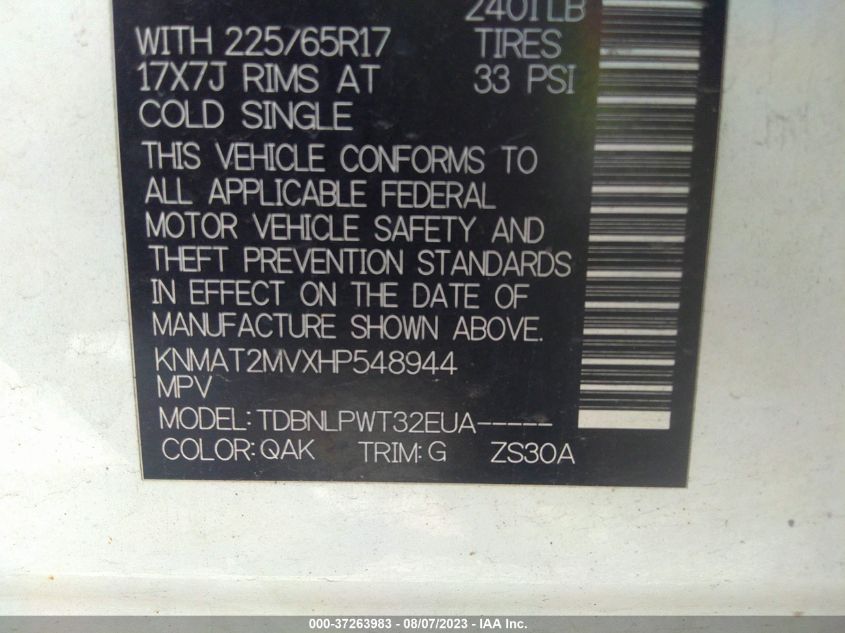 2401LB
WITH 225/65R17 TIRES
17X7J RIMS AT 33 PSI
COLD SINGLE
THIS VEHICLE CONFORMS TO
ALL APPLICABLE FEDERAL
MOTOR VEHICLE SAFETY AND
THEFT PREVENTION STANDARDS
IN EFFECT ON THE DATE OF
MANUFACTURE SHOWN ABOVE.
KNMAT2MVXHP548944
MPV
MODEL:TDBNLPWT32EUA-----
COLOR:QAK TRIM:G ZS30A
000-37263983 - 08/07/2023 - IAA Inc.